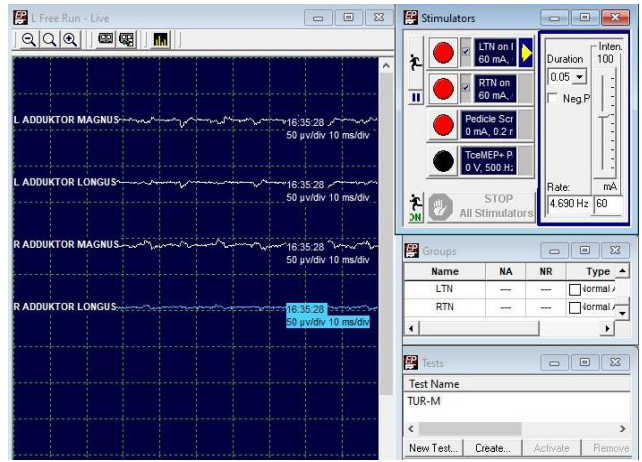 L Free Run - Live
L ADDUKTOR MAGNUS
16:35:28
50 µv/div 10 ms/div
L ADDUKTOR LONGUS
16:35:28
50 µv/div 10 ms/div
R ADDUKTOR MAGNUS
16:35:28
50 µv/div 10 ms/div
R ADDUKTOR LONGUS
16:35:28
50 µv/div 10 ms/div
Stimulators
LTN on
60 mA,
RTN on
60 mA,
Pedicle Scr
0 mA, 0.2
TceMEP+ P
0 V, 500 Hz
ON
STOP
All Stimulators
Duration
0.05
Neg.P
Inten.
100
Rate:
mA
4.690 Hz
60
Groups
Name NA NR Type
LTN --- ---
RTN --- ---
Tests
Test Name
TUR-M
New Test... Create... Activate Remove